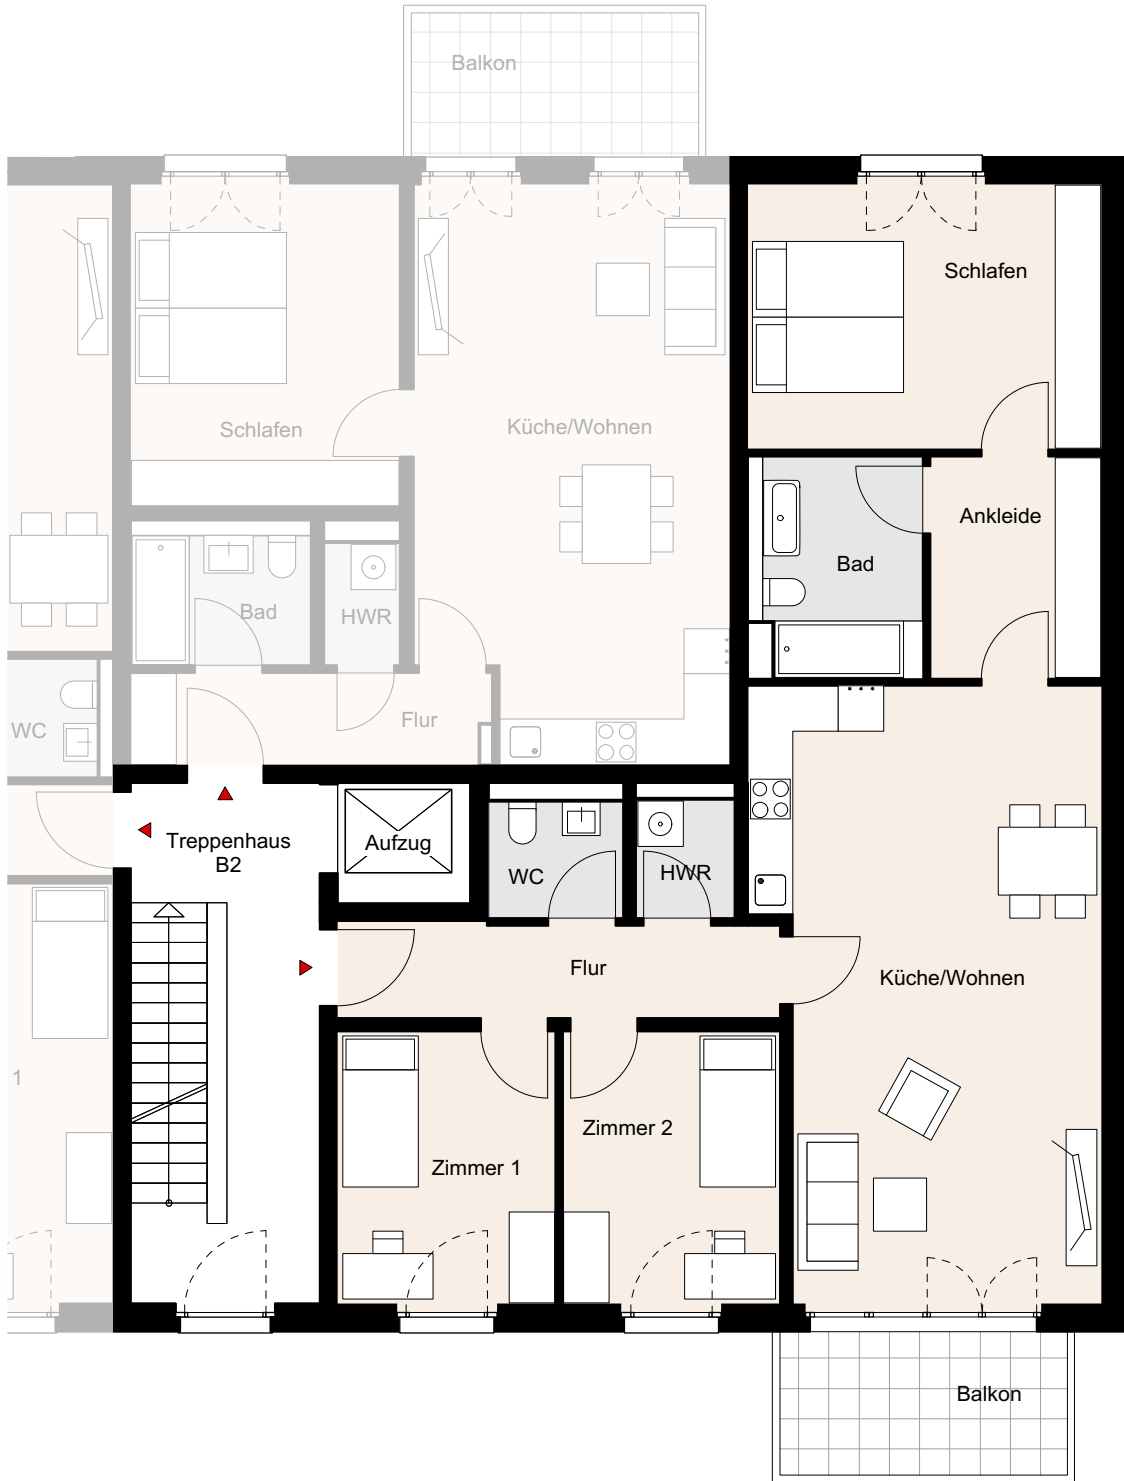 Balkon
Schlafen
Schlafen
Küche/Wohnen
Ankleide
Bad
Bad
HWR
Flur
WC
Treppenhaus
B2
Aufzug
WC
HWR
Flur
Küche/Wohnen
1
Zimmer 1
Zimmer 2
Balkon